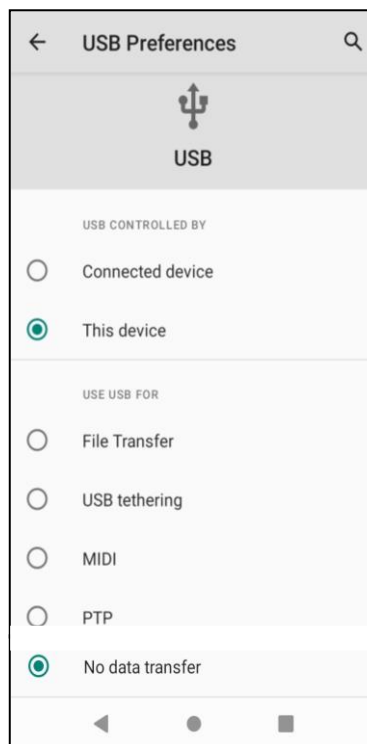 USB Preferences
USB
USB CONTROLLED BY
Connected device
This device
USE USB FOR
File Transfer
USB tethering
MIDI
PTP
No data transfer